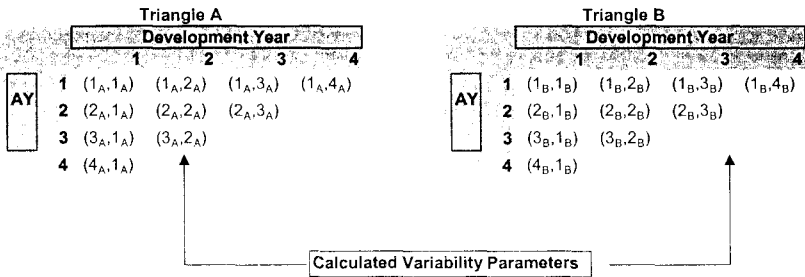 Triangle A Triangle B
Development Year Development Year
1 2 3 4 1 2 3 4
AY 1 (1A,1A) (1A,2A) (1A,3A) (1A,4A) AY 1 (1B,1B) (1B,2B) (1B,3B) (1B,4B)
2 (2A,1A) (2A,2A) (2A,3A) 2 (2B,1B) (2B,2B) (2B,3B)
3 (3A,1A) (3A,2A) 3 (3B,1B) (3B,2B)
4 (4A,1A) 4 (4B,1B)
Calculated Variability Parameters